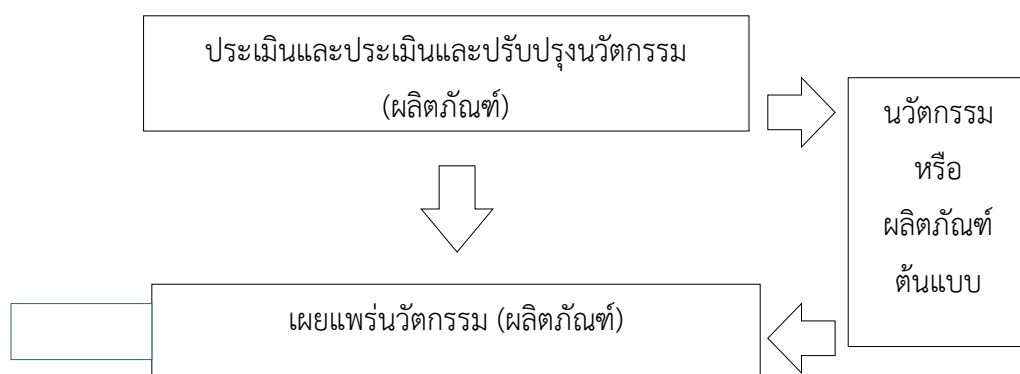 ประเมินและประเมินและปรับปรุงนวัตกรรม
(ผลิตภัณฑ์)
นวัตกรรม
หรือ
ผลิตภัณฑ์
ต้นแบบ
เผยแพร่นวัตกรรม (ผลิตภัณฑ์)